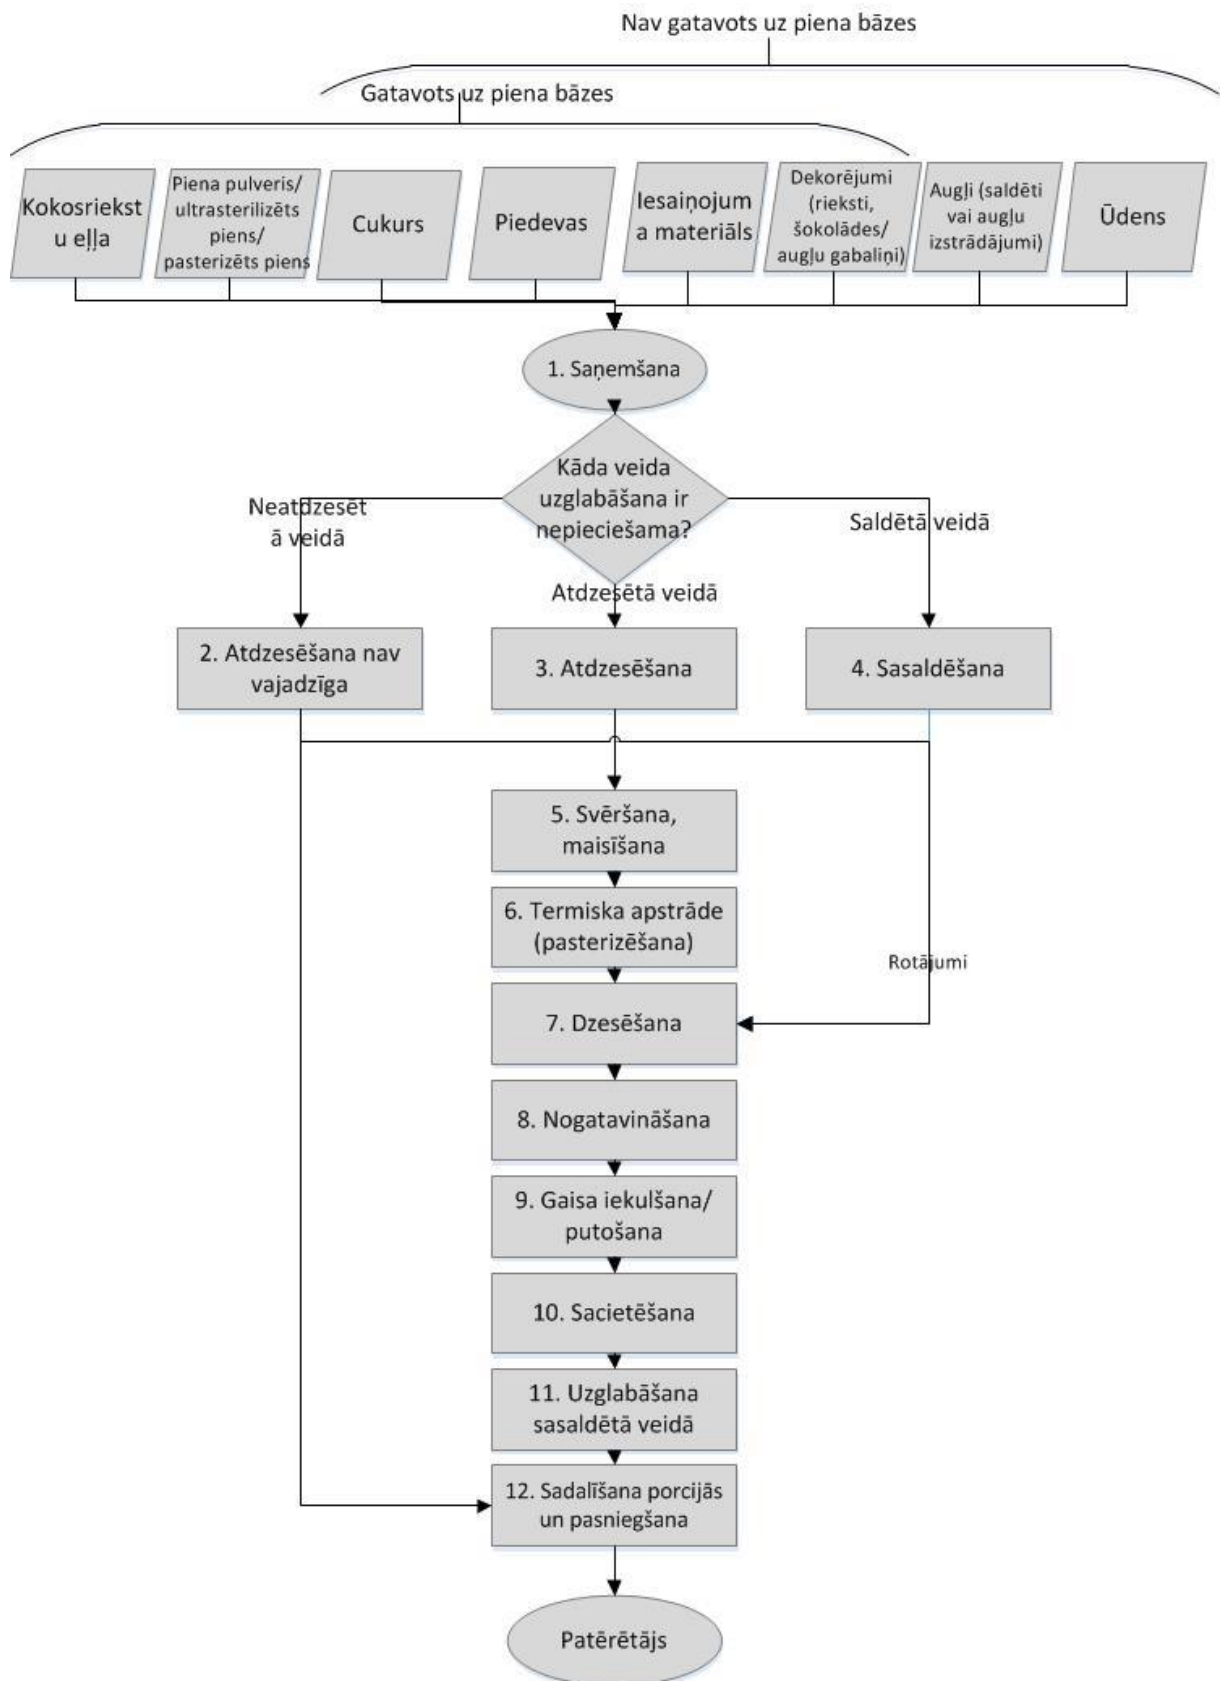 Nav gatavots uz piena bāzes
Gatavots uz piena bāzes
Kokosriekst
u eļļa
Piena pulveris/
ultrasterilizēts
piens/
pasterizēts piens
Cukurs
Piedevas
Iesaiņojum
a materiāls
Dekorējumi
(rieksti,
šokolādes/
augļu gabaliņi)
Augļi (saldēti
vai augļu
izstrādājumi)
Ūdens
1. Saņemšana
Kāda veida
uzglabāšana ir
nepieciešama?
Neatdzesēt
ā veidā
Saldētā veidā
Atdzesētā veidā
2. Atdzesēšana nav
vajadzīga
3. Atdzesēšana
4. Sasaldēšana
5. Svēršana,
maisīšana
6. Termiska apstrāde
(pasterizēšana)
Rotājumi
7. Dzesēšana
8. Nogatavināšana
9. Gaisa iekulšana/
putošana
10. Sacietēšana
11. Uzglabāšana
sasaldētā veidā
12. Sadalīšana porcijās
un pasniegšana
Patērētājs